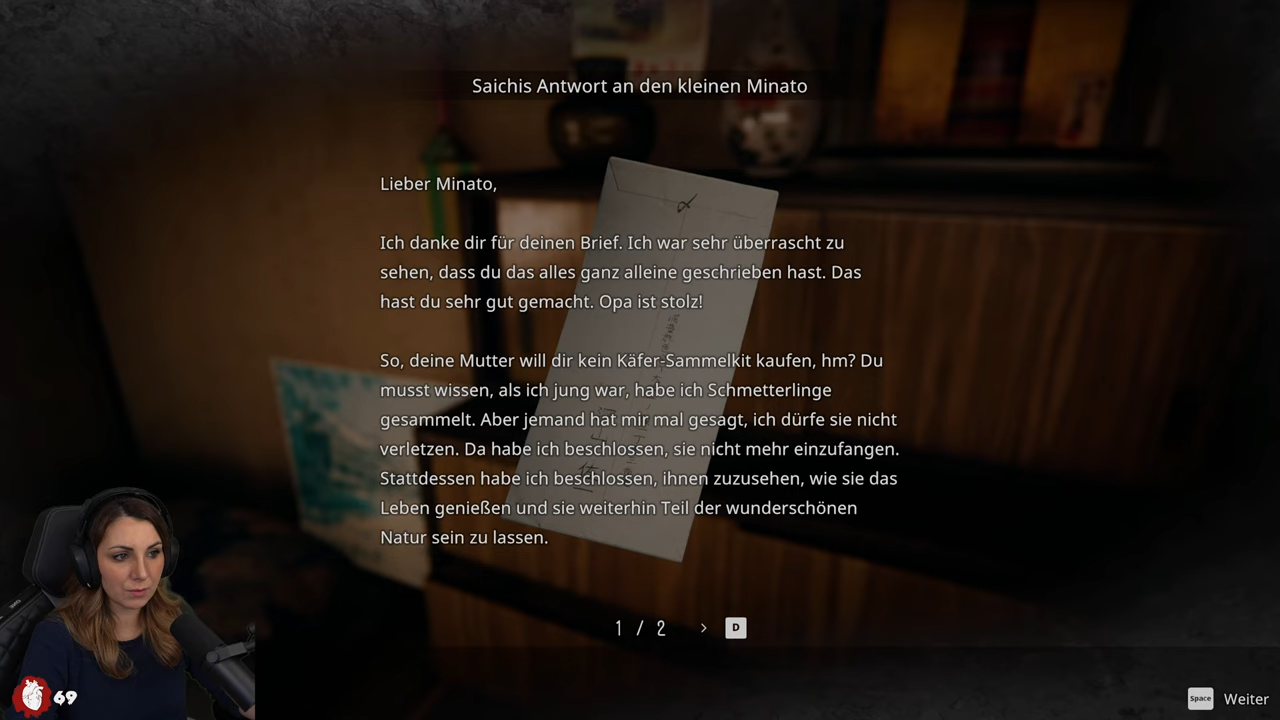 Saichis Antwort an den kleinen Minato
Lieber Minato,
Ich danke dir für deinen Brief. Ich war sehr überrascht zu
sehen, dass du das alles ganz alleine geschrieben hast. Das
hast du sehr gut gemacht. Opa ist stolz!
So, deine Mutter will dir kein Käfer-Sammelkit kaufen, hm? Du
musst wissen, als ich jung war, habe ich Schmetterlinge
gesammelt. Aber jemand hat mir mal gesagt, ich dürfe sie nicht
verletzen. Da habe ich beschlossen, sie nicht mehr einzufangen.
Stattdessen habe ich beschlossen, ihnen zuzusehen, wie sie das
Leben genießen und sie weiterhin Teil der wunderschönen
Natur sein zu lassen.
1 / 2 > D
69
Space Weiter